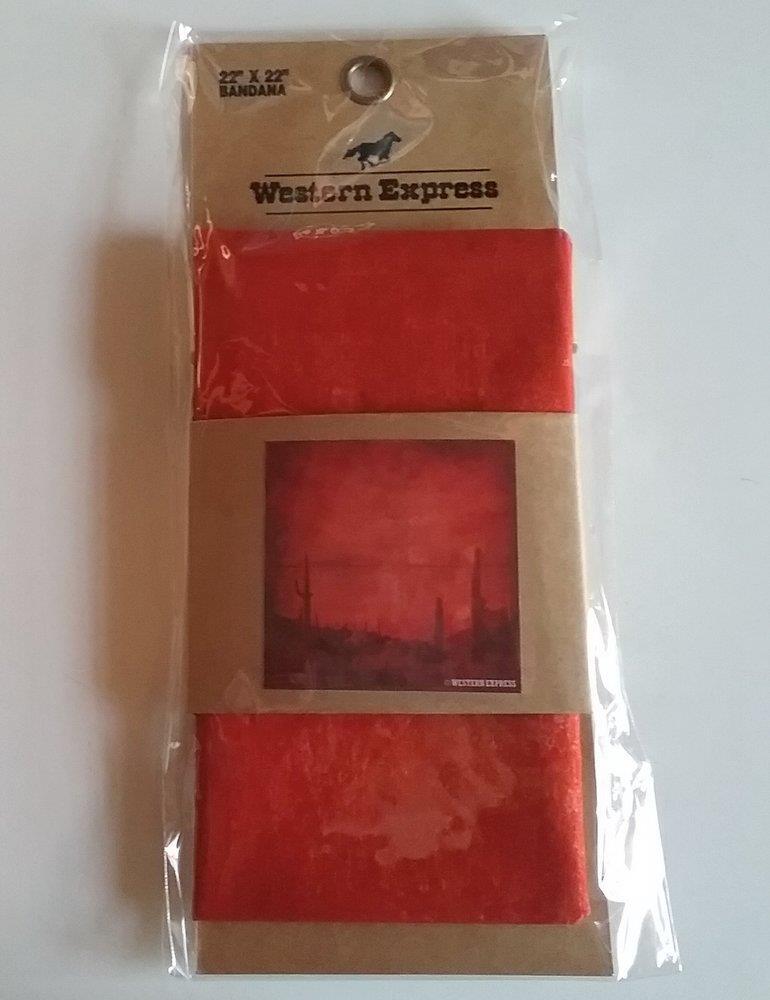 22" X 22"
BANDANA
Western Express
© WESTERN EXPRESS